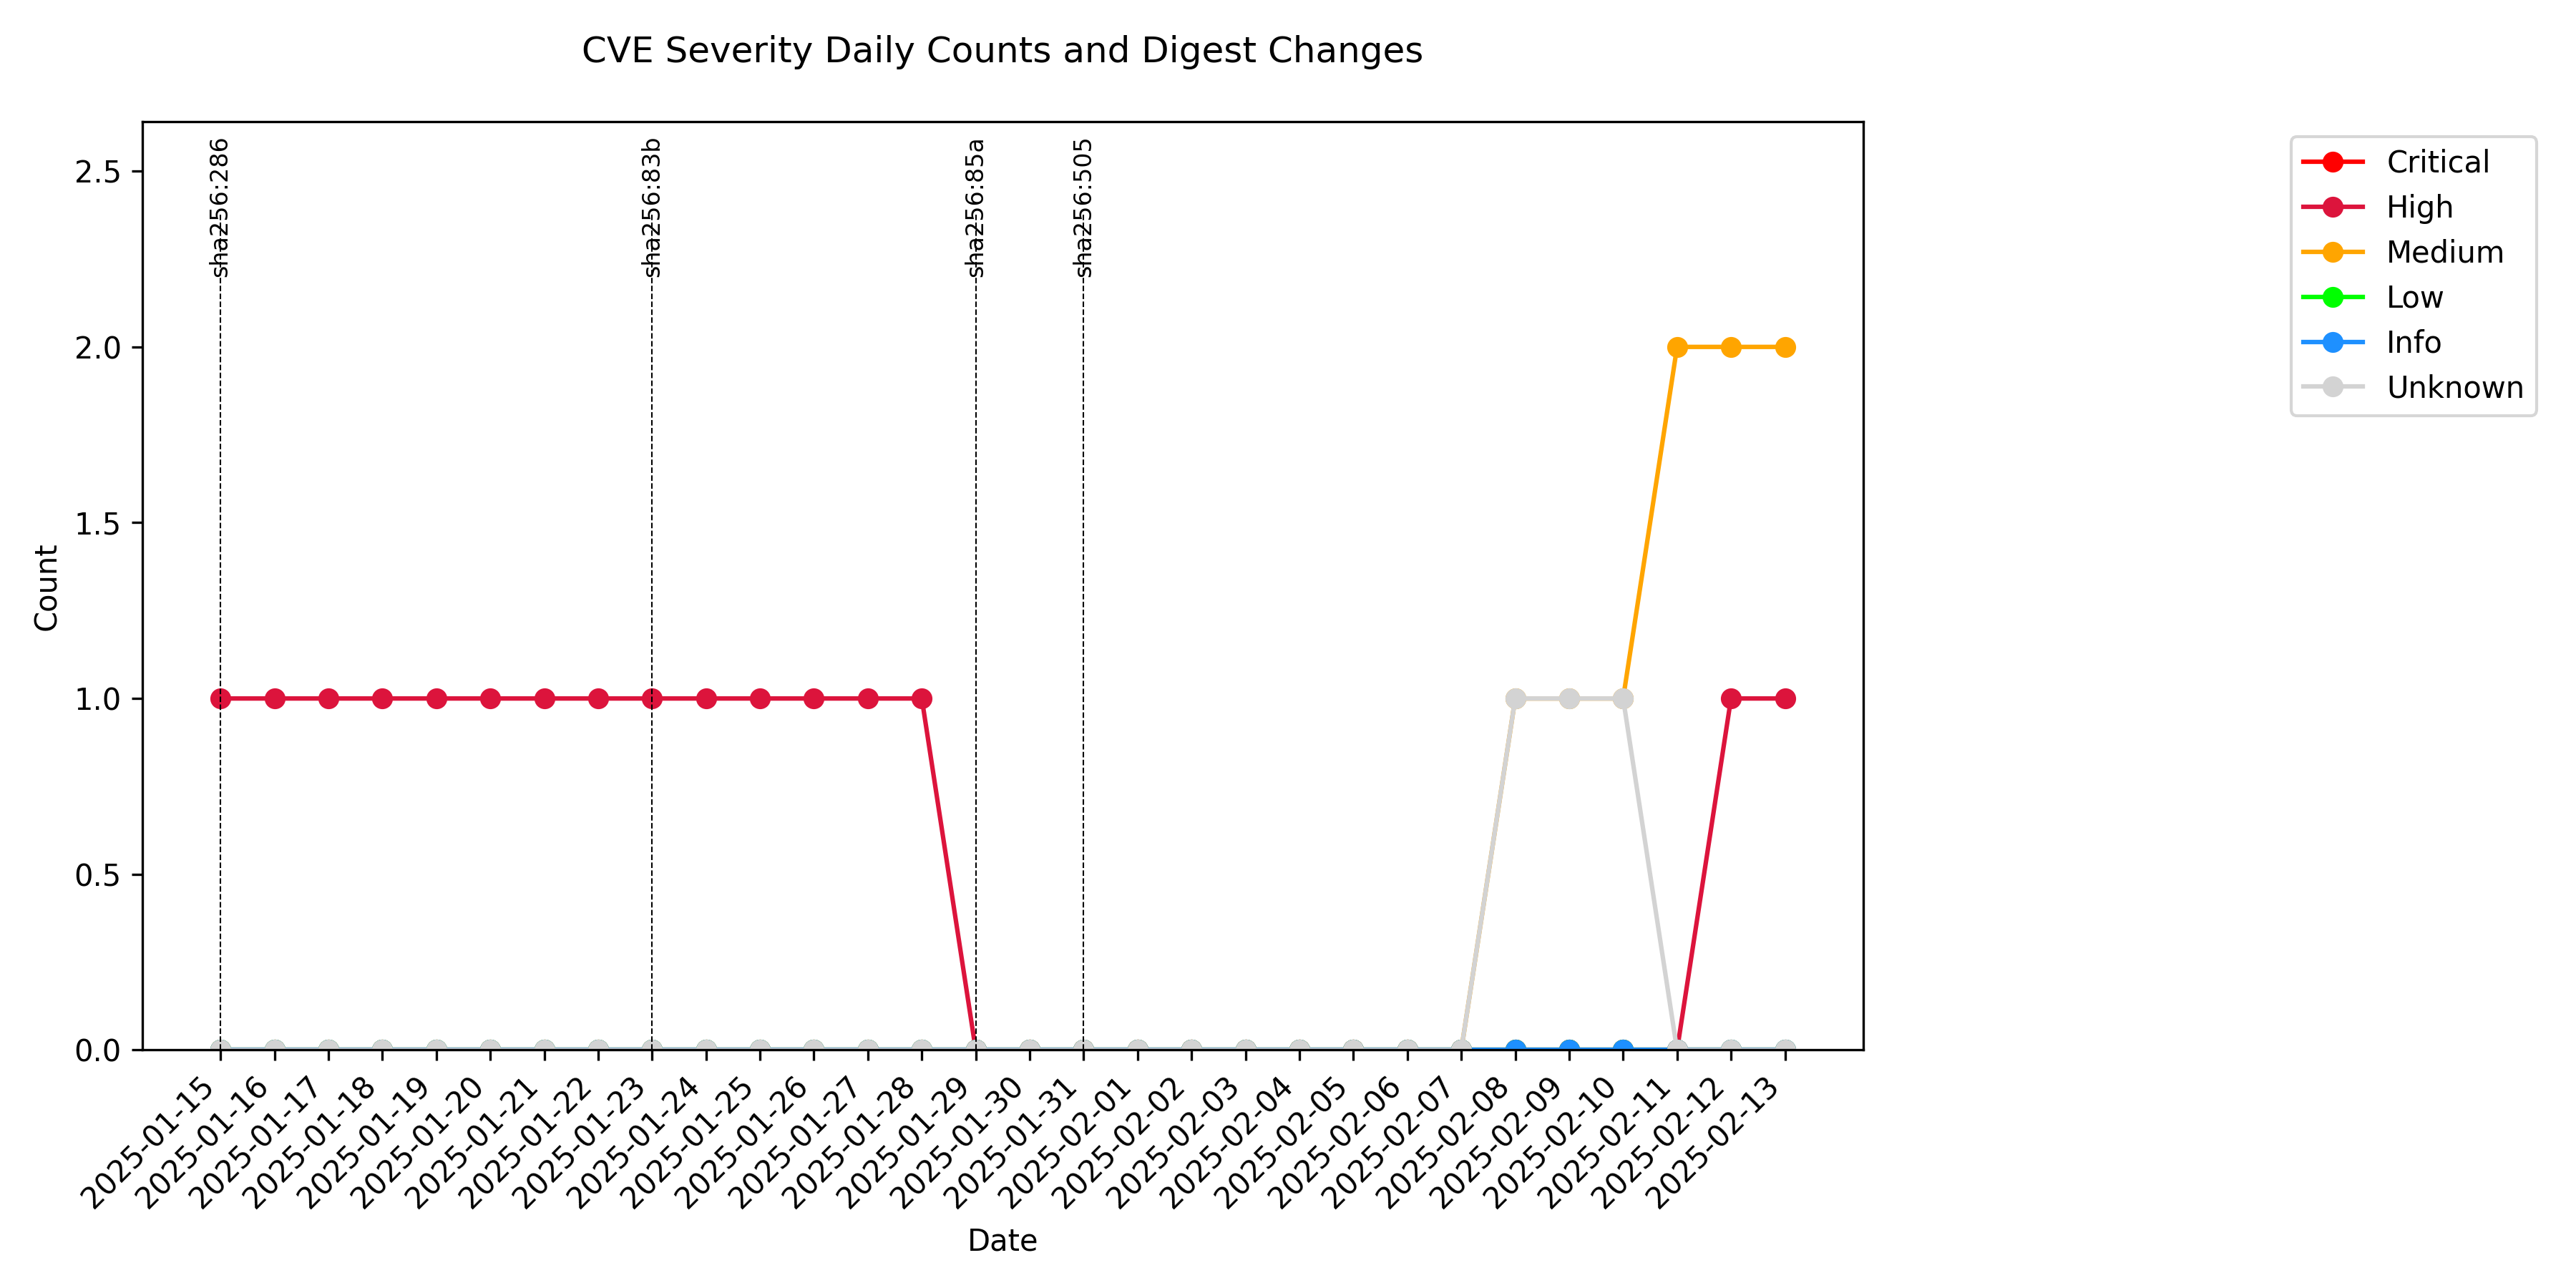 CVE Severity Daily Counts and Digest Changes
sha256:286
sha256:83b
sha256:85a
sha256:505
Critical
High
Medium
Low
Info
Unknown
Count
2.5
2.0
1.5
1.0
0.5
0.0
2025-01-15
2025-01-16
2025-01-17
2025-01-18
2025-01-19
2025-01-20
2025-01-21
2025-01-22
2025-01-23
2025-01-24
2025-01-25
2025-01-26
2025-01-27
2025-01-28
2025-01-29
2025-01-30
2025-01-31
2025-02-01
2025-02-02
2025-02-03
2025-02-04
2025-02-05
2025-02-06
2025-02-07
2025-02-08
2025-02-09
2025-02-10
2025-02-11
2025-02-12
2025-02-13
Date